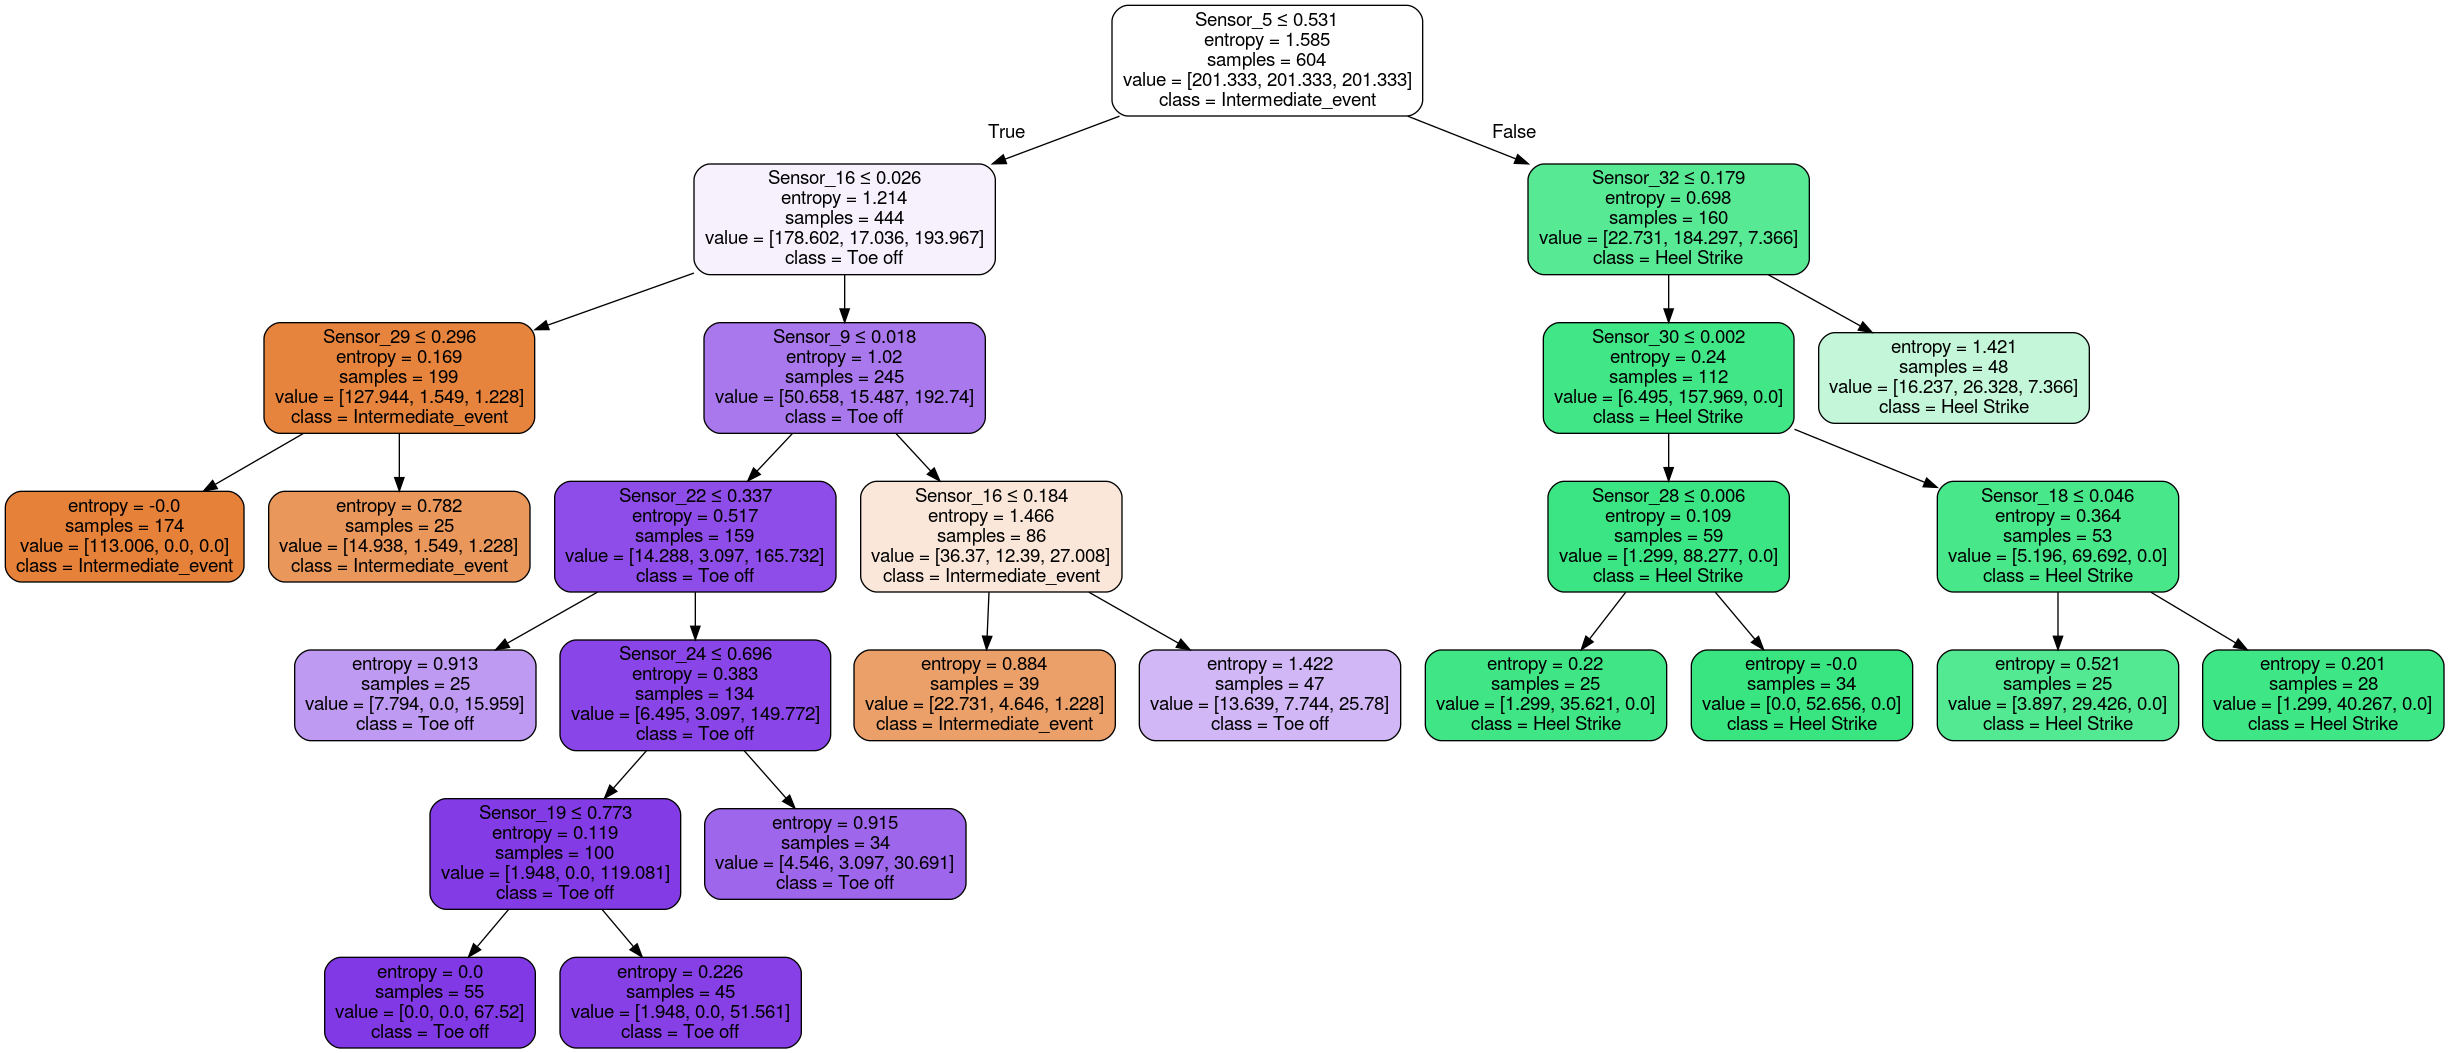 Sensor_5 ≤ 0.531
entropy = 1.585
samples = 604
value = [201.333, 201.333, 201.333]
class = Intermediate_event
True
False
Sensor_16 ≤ 0.026
entropy = 1.214
samples = 444
value = [178.602, 17.036, 193.967]
class = Toe off
Sensor_32 ≤ 0.179
entropy = 0.698
samples = 160
value = [22.731, 184.297, 7.366]
class = Heel Strike
Sensor_29 ≤ 0.296
entropy = 0.169
samples = 199
value = [127.944, 1.549, 1.228]
class = Intermediate_event
Sensor_9 ≤ 0.018
entropy = 1.02
samples = 245
value = [50.658, 15.487, 192.74]
class = Toe off
Sensor_30 ≤ 0.002
entropy = 0.24
samples = 112
value = [6.495, 157.969, 0.0]
class = Heel Strike
entropy = 1.421
samples = 48
value = [16.237, 26.328, 7.366]
class = Heel Strike
entropy = -0.0
samples = 174
value = [113.006, 0.0, 0.0]
class = Intermediate_event
entropy = 0.782
samples = 25
value = [14.938, 1.549, 1.228]
class = Intermediate_event
Sensor_22 ≤ 0.337
entropy = 0.517
samples = 159
value = [14.288, 3.097, 165.732]
class = Toe off
Sensor_16 ≤ 0.184
entropy = 1.466
samples = 86
value = [36.37, 12.39, 27.008]
class = Intermediate_event
Sensor_28 ≤ 0.006
entropy = 0.109
samples = 59
value = [1.299, 88.277, 0.0]
class = Heel Strike
Sensor_18 ≤ 0.046
entropy = 0.364
samples = 53
value = [5.196, 69.692, 0.0]
class = Heel Strike
entropy = 0.913
samples = 25
value = [7.794, 0.0, 15.959]
class = Toe off
Sensor_24 ≤ 0.696
entropy = 0.383
samples = 134
value = [6.495, 3.097, 149.772]
class = Toe off
entropy = 0.884
samples = 39
value = [22.731, 4.646, 1.228]
class = Intermediate_event
entropy = 1.422
samples = 47
value = [13.639, 7.744, 25.78]
class = Toe off
entropy = 0.22
samples = 25
value = [1.299, 35.621, 0.0]
class = Heel Strike
entropy = -0.0
samples = 34
value = [0.0, 52.656, 0.0]
class = Heel Strike
entropy = 0.521
samples = 25
value = [3.897, 29.426, 0.0]
class = Heel Strike
entropy = 0.201
samples = 28
value = [1.299, 40.267, 0.0]
class = Heel Strike
Sensor_19 ≤ 0.773
entropy = 0.119
samples = 100
value = [1.948, 0.0, 119.081]
class = Toe off
entropy = 0.915
samples = 34
value = [4.546, 3.097, 30.691]
class = Toe off
entropy = 0.0
samples = 55
value = [0.0, 0.0, 67.52]
class = Toe off
entropy = 0.226
samples = 45
value = [1.948, 0.0, 51.561]
class = Toe off